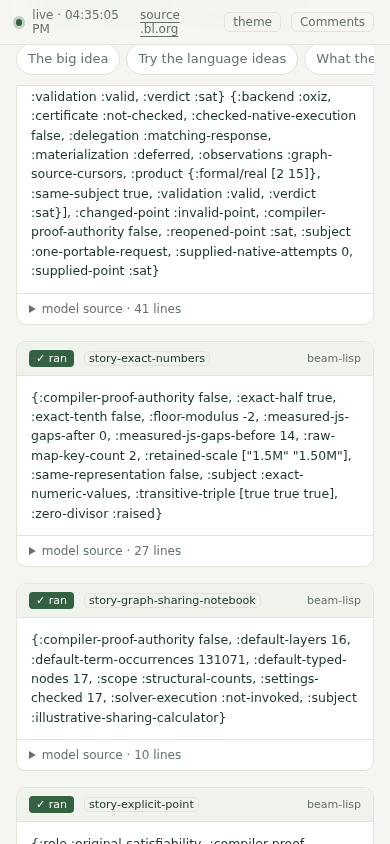 live · 04:35:05 PM
source .bl.org
theme
Comments
The big idea
Try the language ideas
What the
:validation :valid, :verdict :sat} {:backend :oxiz,
:certificate :not-checked, :checked-native-execution
false, :delegation :matching-response,
:materialization :deferred, :observations :graph-
source-cursors, :product {:formal/real [2 15]},
:same-subject true, :validation :valid, :verdict
:sat}], :changed-point :invalid-point, :compiler-
proof-authority false, :reopened-point :sat, :subject
:one-portable-request, :supplied-native-attempts 0,
:supplied-point :sat}
▶ model source · 41 lines
✓ ran story-exact-numbers beam-lisp
{:compiler-proof-authority false, :exact-half true,
:exact-tenth false, :floor-modulus -2, :measured-js-
gaps-after 0, :measured-js-gaps-before 14, :raw-
map-key-count 2, :retained-scale ["1.5M" "1.50M"],
:same-representation false, :subject :exact-
numeric-values, :transitive-triple [true true true],
:zero-divisor :raised}
▶ model source · 27 lines
✓ ran story-graph-sharing-notebook beam-lisp
{:compiler-proof-authority false, :default-layers 16,
:default-term-occurrences 131071, :default-typed-
nodes 17, :scope :structural-counts, :settings-
checked 17, :solver-execution :not-invoked, :subject
:illustrative-sharing-calculator}
▶ model source · 10 lines
✓ ran story-explicit-point beam-lisp
{:role :original-satisfiability, :compiler-proof-